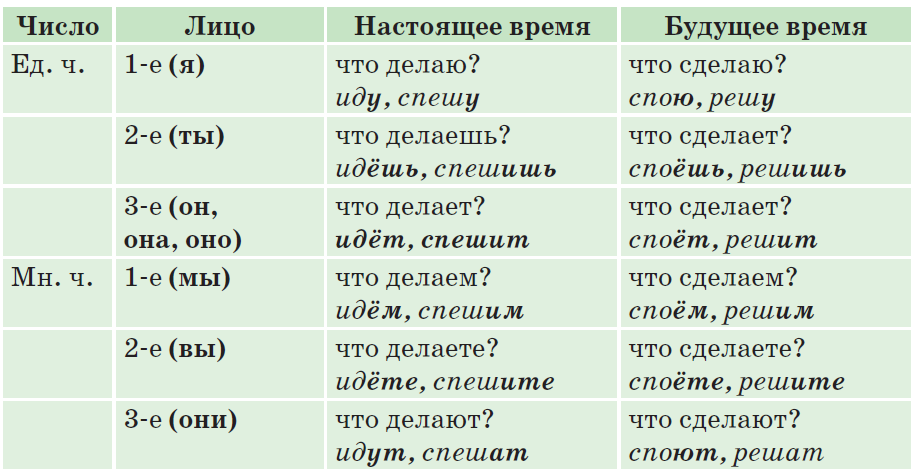 Число Лицо Настоящее время Будущее время
Ед. ч. 1-е (я) что делаю? что сделаю?
иду, спешу спою, решу
2-е (ты) что делаешь? что сделает?
идёшь, спешишь споёшь, решишь
3-е (он, что делает? что сделает?
она, оно) идёт, спешит споёт, решит
Мн. ч. 1-е (мы) что делаем? что сделаем?
идём, спешим споём, решим
2-е (вы) что делаете? что сделаете?
идёте, спешите споёте, решите
3-е (они) что делают? что сделают?
идут, спешат споют, решат